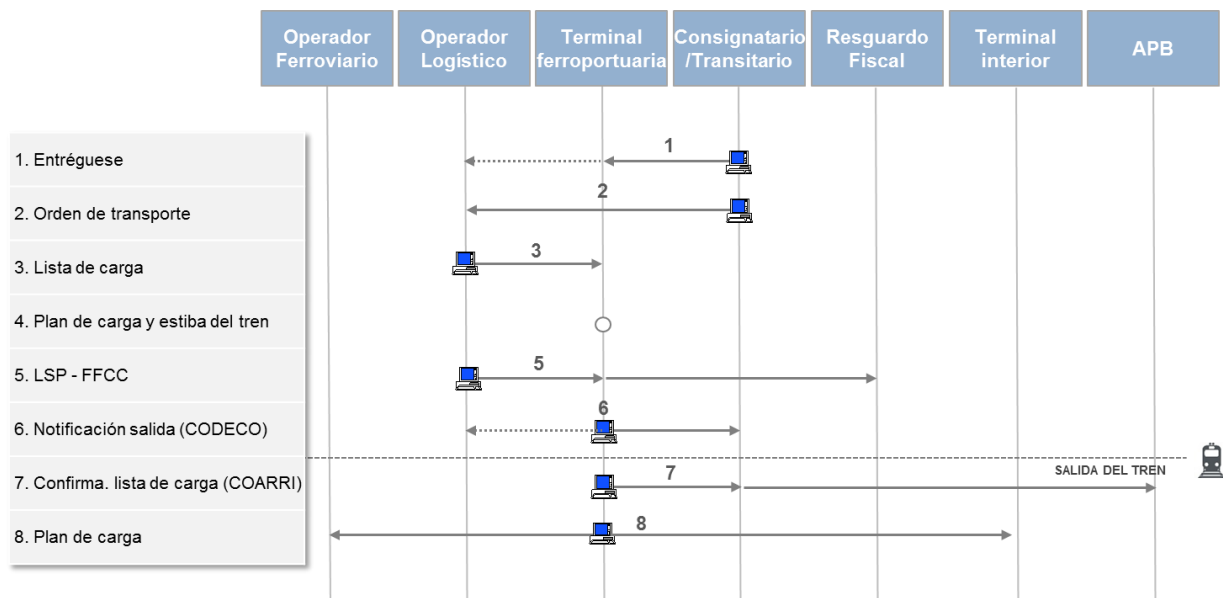 Operador
Ferroviario
Operador
Logístico
Terminal
ferroportuaria
Consignatario
/Transitario
Resguardo
Fiscal
Terminal
interior
APB
1. Entréguese
1
2. Orden de transporte
2
3. Lista de carga
3
4. Plan de carga y estiba del tren
5. LSP - FFCC
5
6. Notificación salida (CODECO)
6
SALIDA DEL TREN
7. Confirma. lista de carga (COARRI)
7
8. Plan de carga
8